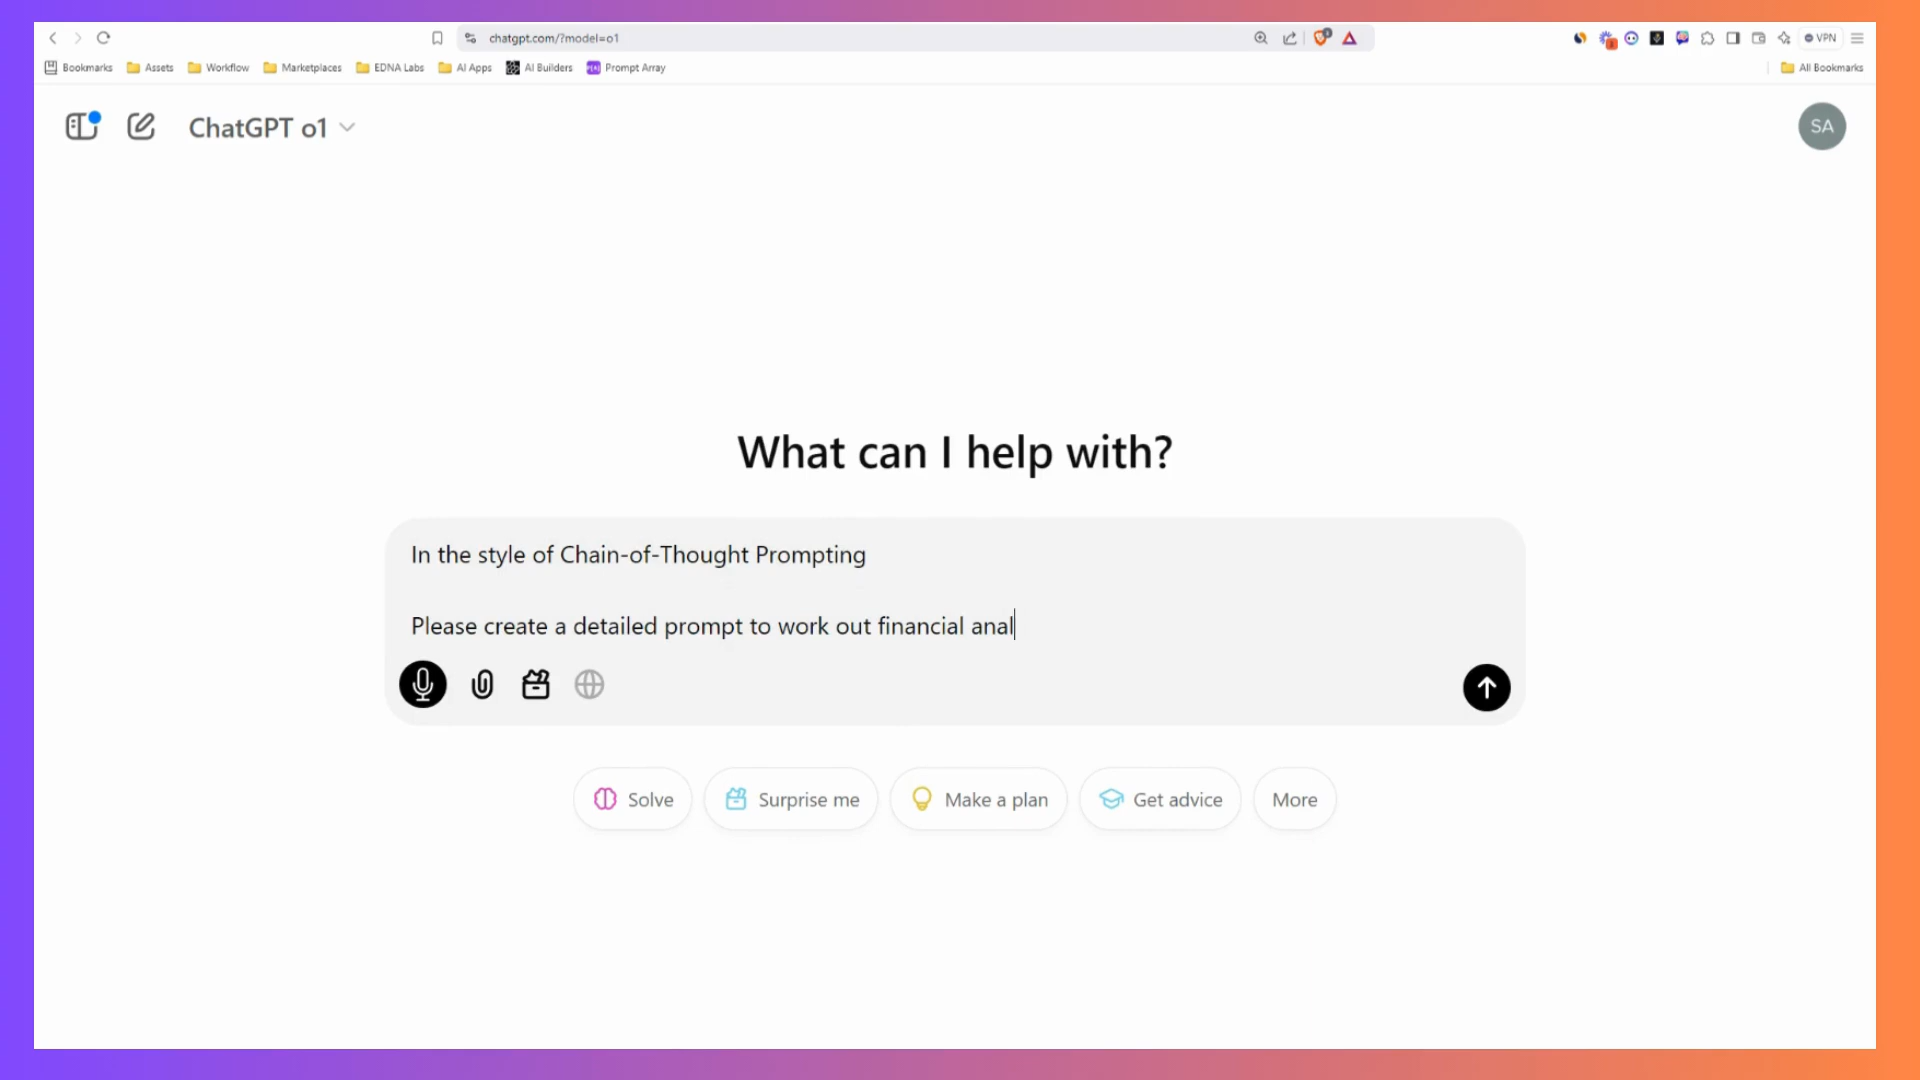 chatgpt.com/?model=o1
VPN
Bookmarks Assets Workflow Marketplaces EDNA Labs AI Apps AI Builders Prompt Array All Bookmarks
ChatGPT o1
SA
What can I help with?
In the style of Chain-of-Thought Prompting
Please create a detailed prompt to work out financial anal
Solve Surprise me Make a plan Get advice More